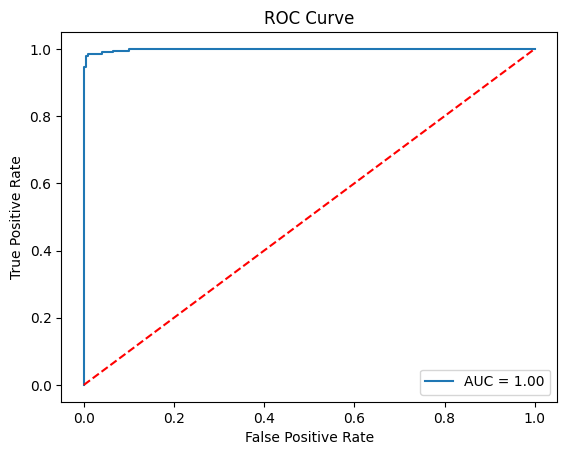 ROC Curve
True Positive Rate
1.0
0.8
0.6
0.4
0.2
0.0
0.0 0.2 0.4 0.6 0.8 1.0
False Positive Rate
AUC = 1.00